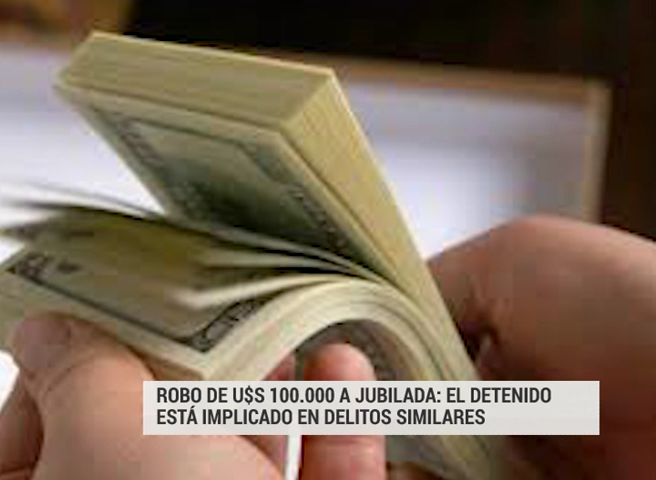 ROBO DE U$S 100.000 A JUBILADA: EL DETENIDO
ESTÁ IMPLICADO EN DELITOS SIMILARES